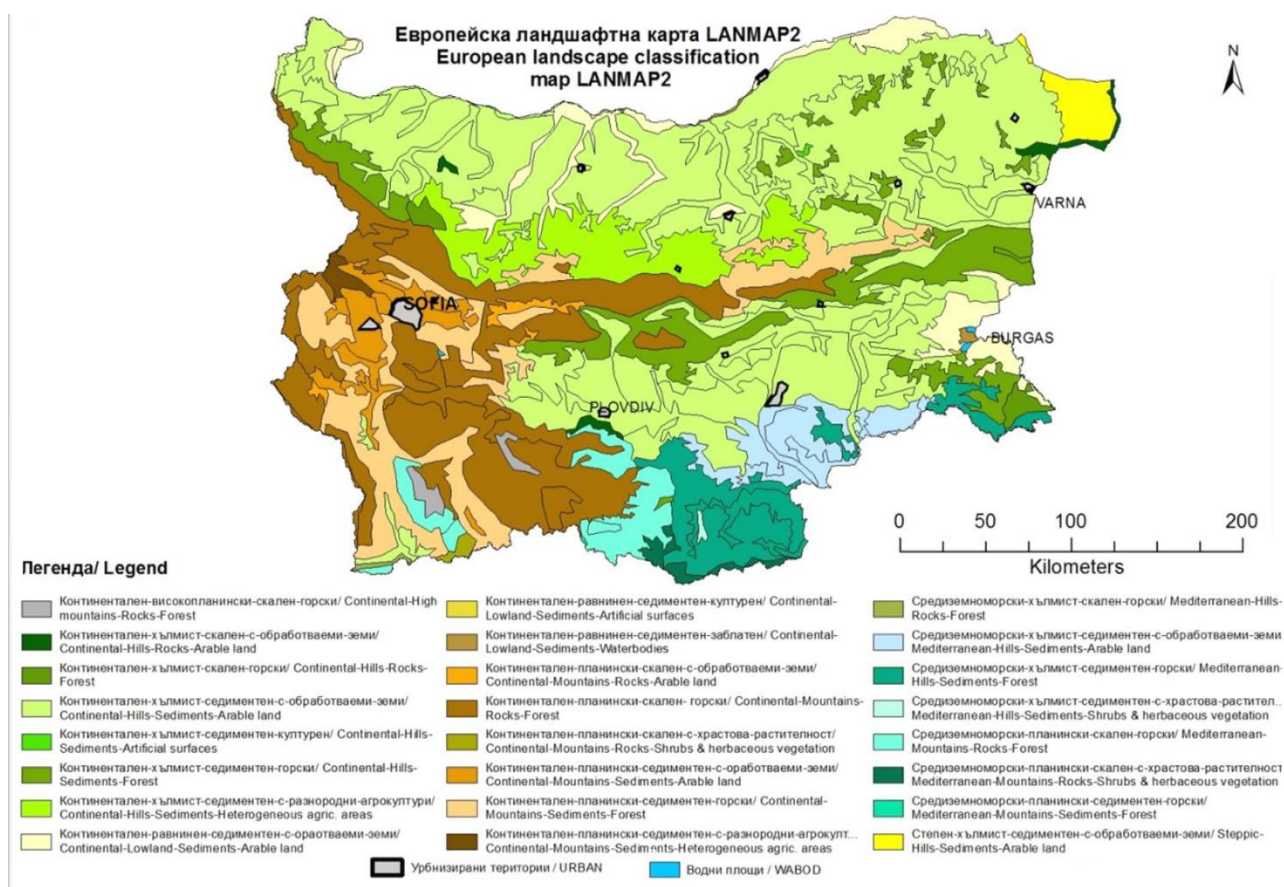 Европейска ландшафтна карта LANMAP2
European landscape classification
map LANMAP2
N
VARNA
SOFIA
BURGAS
PLOVDIV
0 50 100 200
Kilometers
Легенда/ Legend
Континентален-високопланински-скален-горски/ Continental-High
mountains-Rocks-Forest
Континентален-хълмист-скален-с-обработваеми-земи/
Continental-Hills-Rocks-Arable land
Континентален-хълмист-скален-горски/ Continental-Hills-Rocks-
Forest
Континентален-хълмист-седиментен-с-обработваеми-земи/
Continental-Hills-Sediments-Arable land
Континентален-хълмист-седиментен-културен/ Continental-Hills-
Sediments-Artificial surfaces
Континентален-хълмист-седиментен-горски/ Continental-Hills-
Sediments-Forest
Континентален-хълмист-седиментен-с-разнородни-агрокултури/
Continental-Hills-Sediments-Heterogeneous agric. areas
Континентален-равнинен-седиментен-с-ораотваеми-земи/
Continental-Lowland-Sediments-Arable land
Континентален-равнинен-седиментен-културен/ Continental-
Lowland-Sediments-Artificial surfaces
Континентален-равнинен-седиментен-заблатен/ Continental-
Lowland-Sediments-Waterbodies
Континентален-планински-скален-с-обработваеми-земи/
Continental-Mountains-Rocks-Arable land
Континентален-планински-скален- горски/ Continental-Mountains-
Rocks-Forest
Континентален-планински-скален-с-храстова-растителност/
Continental-Mountains-Rocks-Shrubs & herbaceous vegetation
Континентален-планински-седиментен-с-оработваеми-земи/
Continental-Mountains-Sediments-Arable land
Континентален-планински-седиментен-горски/ Continental-
Mountains-Sediments-Forest
Континентален-планински-седиментен-с-разнородни-агрокулт...
Continental-Mountains-Sediments-Heterogeneous agric. areas
Средиземноморски-хълмист-скален-горски/ Mediterranean-Hills-
Rocks-Forest
Средиземноморски-хълмист-седиментен-с-обработваеми-земи/
Mediterranean-Hills-Sediments-Arable land
Средиземноморски-хълмист-седиментен-горски/ Mediterranean-
Hills-Sediments-Forest
Средиземноморски-хълмист-седиментен-с-храстова-растител...
Mediterranean-Hills-Sediments-Shrubs & herbaceous vegetation
Средиземноморски-планински-скален-горски/ Mediterranean-
Mountains-Rocks-Forest
Средиземноморски-планински-скален-с-храстова-растителност
Mediterranean-Mountains-Rocks-Shrubs & herbaceous vegetation
Средиземноморски-планински-седиментен-горски/
Mediterranean-Mountains-Sediments-Forest
Степен-хълмист-седиментен-с-обработваеми-земи/ Steppic-
Hills-Sediments-Arable land
Урбнизирани територии / URBAN
Водни площи / WABOD